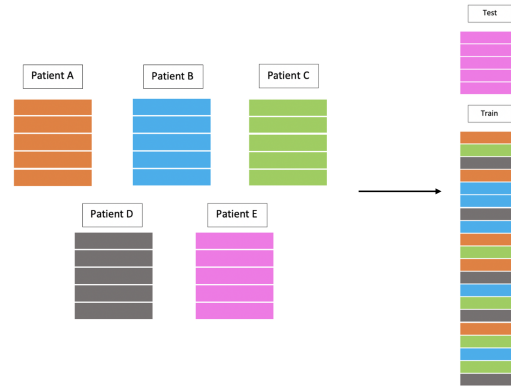 Test
Patient A
Patient B
Patient C
Train
Patient D
Patient E